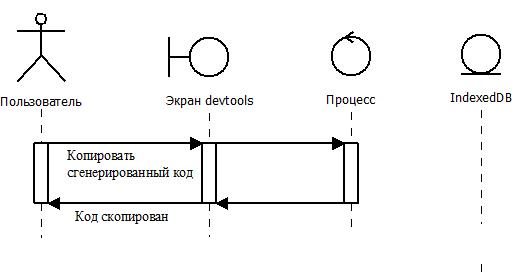 Пользователь
Экран devtools
Процесс
IndexedDB
Копировать
сгенерированный код
Код скопирован